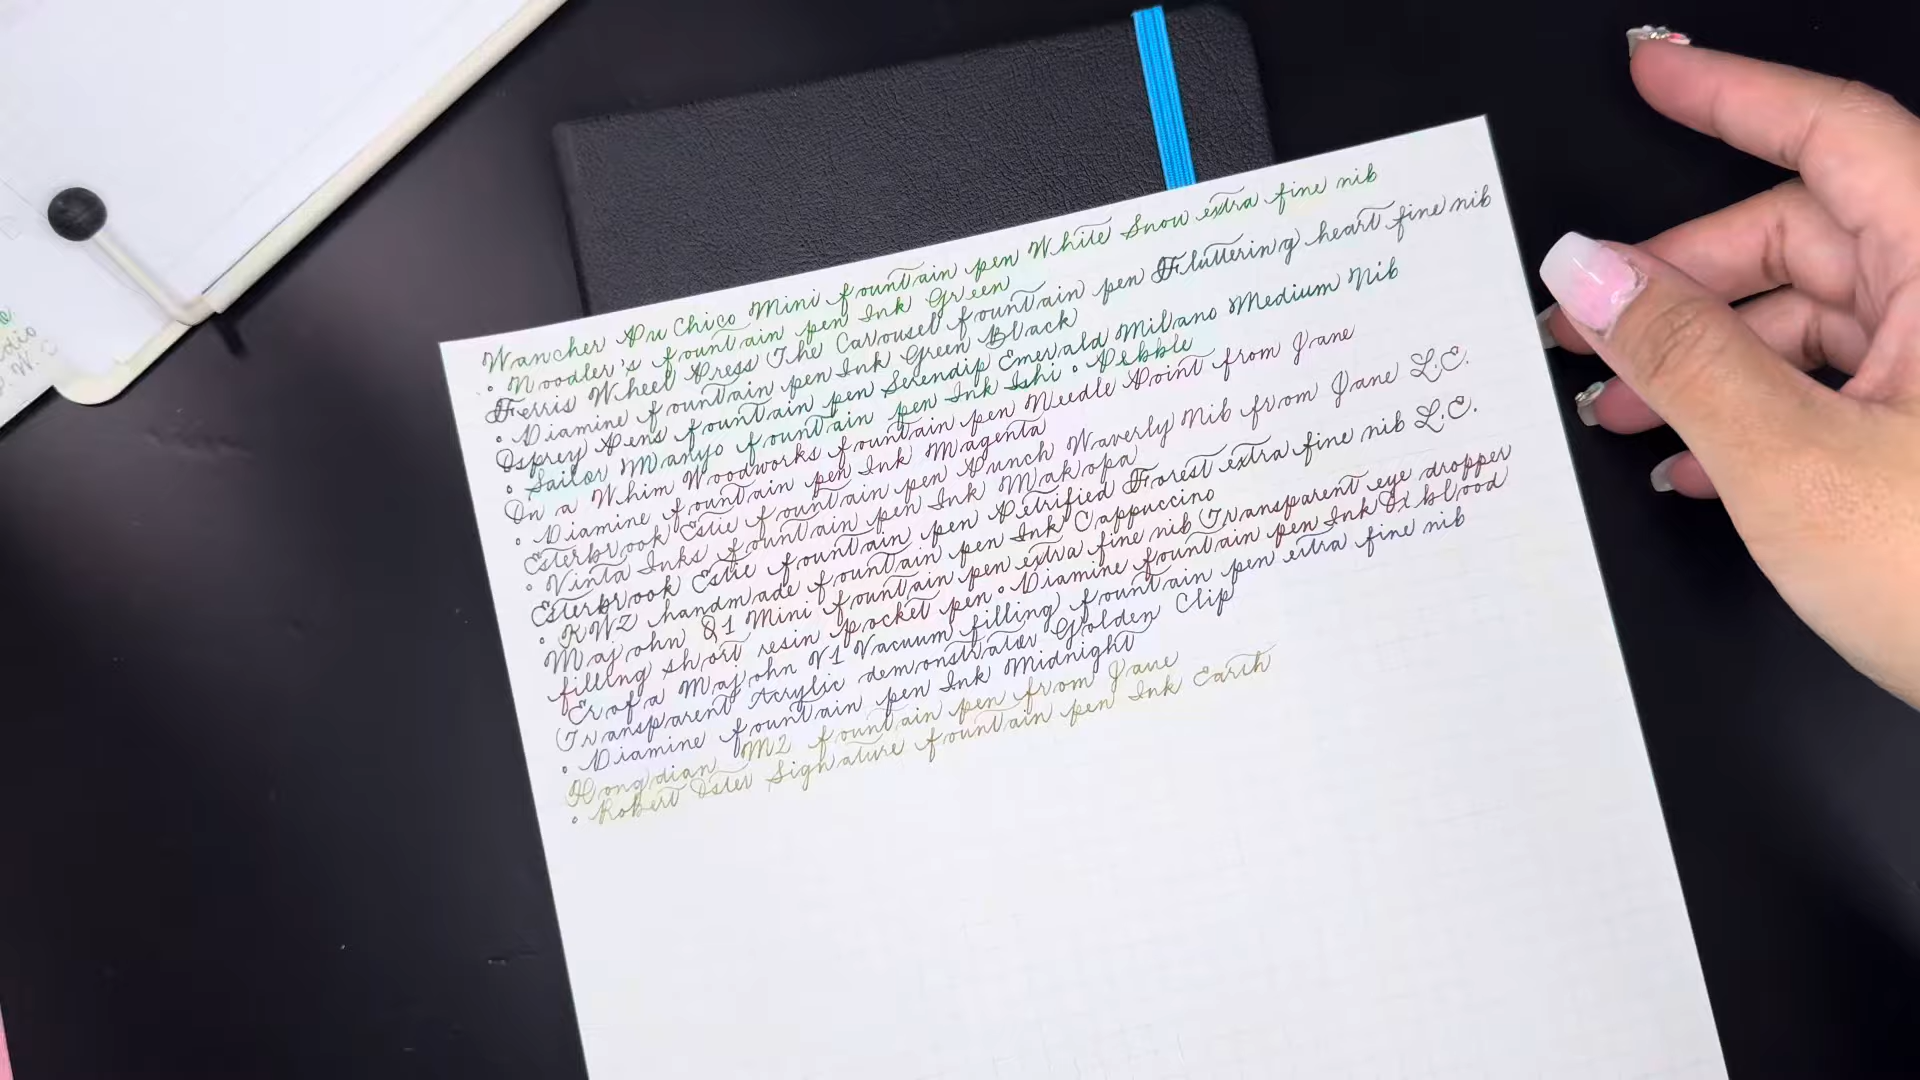 Wancher Pu Chico Mini fountain pen White Snow extra fine nib
• Noodler's fountain pen Ink Green
Ferris Wheel Press The Carousel fountain pen Fluttering heart fine nib
• Diamine fountain pen Ink Green Black
Osprey Pens fountain pen Serendip Emerald Milano Medium Nib
• Sailor Manyo fountain pen Ink Ishi • Pebble
On a Whim Woodworks fountain pen Needle Point from Jane
• Diamine fountain pen Ink Magenta
Esterbrook Estie fountain pen Punch Waverly Nib from Jane L.E.
• Vinta Inks fountain pen Ink Makopa
Esterbrook Estie fountain pen Petrified Forest extra fine nib L.E.
• KWZ handmade fountain pen Ink Cappuccino
Majohn Q1 Mini fountain pen extra fine nib Transparent eye dropper
filling short resin pocket pen • Diamine fountain pen Ink Ox blood
Erofa Majohn V1 Vacuum filling fountain pen extra fine nib
Transparent Acrylic demonstrator Golden Clip
• Diamine fountain pen Ink Midnight
Hongdian M2 fountain pen from Jane
• Robert Oster Signature fountain pen Ink Earth